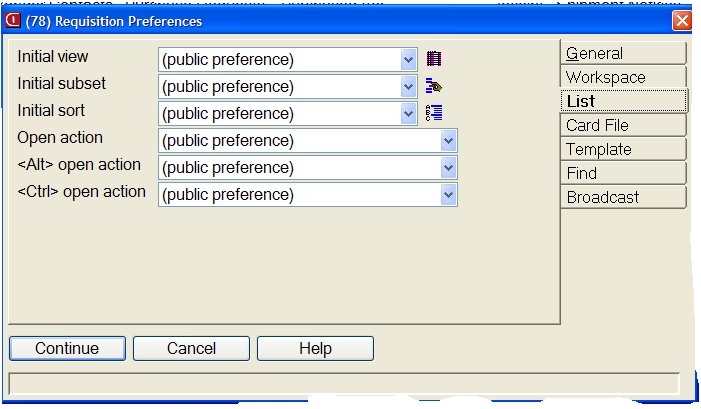 (78) Requisition Preferences
Initial view (public preference)
Initial subset (public preference)
Initial sort (public preference)
Open action (public preference)
<Alt> open action (public preference)
<Ctrl> open action (public preference)
General
Workspace
List
Card File
Template
Find
Broadcast
Continue Cancel Help